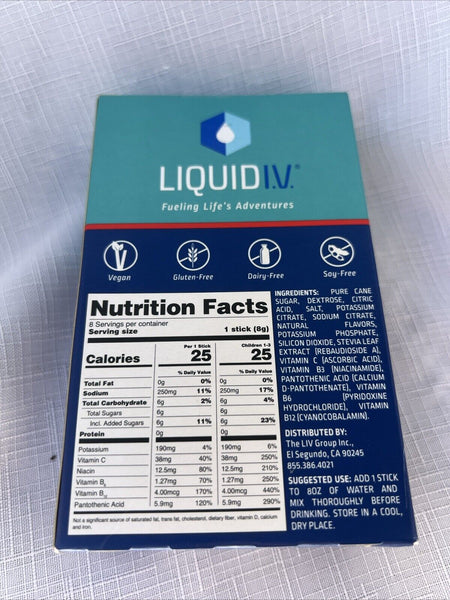 LIQUID I.V.®
Fueling Life's Adventures
Vegan
Gluten-Free
Dairy-Free
Soy-Free
Nutrition Facts
8 Servings per container
Serving size 1 stick (8g)
Per 1 Stick Children 1-3
Calories 25 25
% Daily Value % Daily Value
Total Fat 0g 0% 0g 0%
Sodium 250mg 11% 250mg 17%
Total Carbohydrate 6g 2% 6g 4%
Total Sugars 6g 6g
Incl. Added Sugars 6g 11% 6g 23%
Protein 0g 0g
Potassium 190mg 4% 190mg 6%
Vitamin C 38mg 40% 38mg 250%
Niacin 12.5mg 80% 12.5mg 210%
Vitamin B6 1.27mg 70% 1.27mg 250%
Vitamin B12 4.00mcg 170% 4.00mcg 440%
Pantothenic Acid 5.9mg 120% 5.9mg 290%
Not a significant source of saturated fat, trans fat, cholesterol, dietary fiber, vitamin D, calcium
and iron.
INGREDIENTS: PURE CANE
SUGAR, DEXTROSE, CITRIC
ACID, SALT, POTASSIUM
CITRATE, SODIUM CITRATE,
NATURAL FLAVORS,
POTASSIUM PHOSPHATE,
SILICON DIOXIDE, STEVIA LEAF
EXTRACT (REBAUDIOSIDE A),
VITAMIN C (ASCORBIC ACID),
VITAMIN B3 (NIACINAMIDE),
PANTOTHENIC ACID (CALCIUM
D-PANTOTHENATE), VITAMIN
B6 (PYRIDOXINE
HYDROCHLORIDE), VITAMIN
B12 (CYANOCOBALAMIN).
DISTRIBUTED BY:
The LIV Group Inc.,
El Segundo, CA 90245
855.386.4021
SUGGESTED USE: ADD 1 STICK
TO 8OZ OF WATER AND
MIX THOROUGHLY BEFORE
DRINKING. STORE IN A COOL,
DRY PLACE.